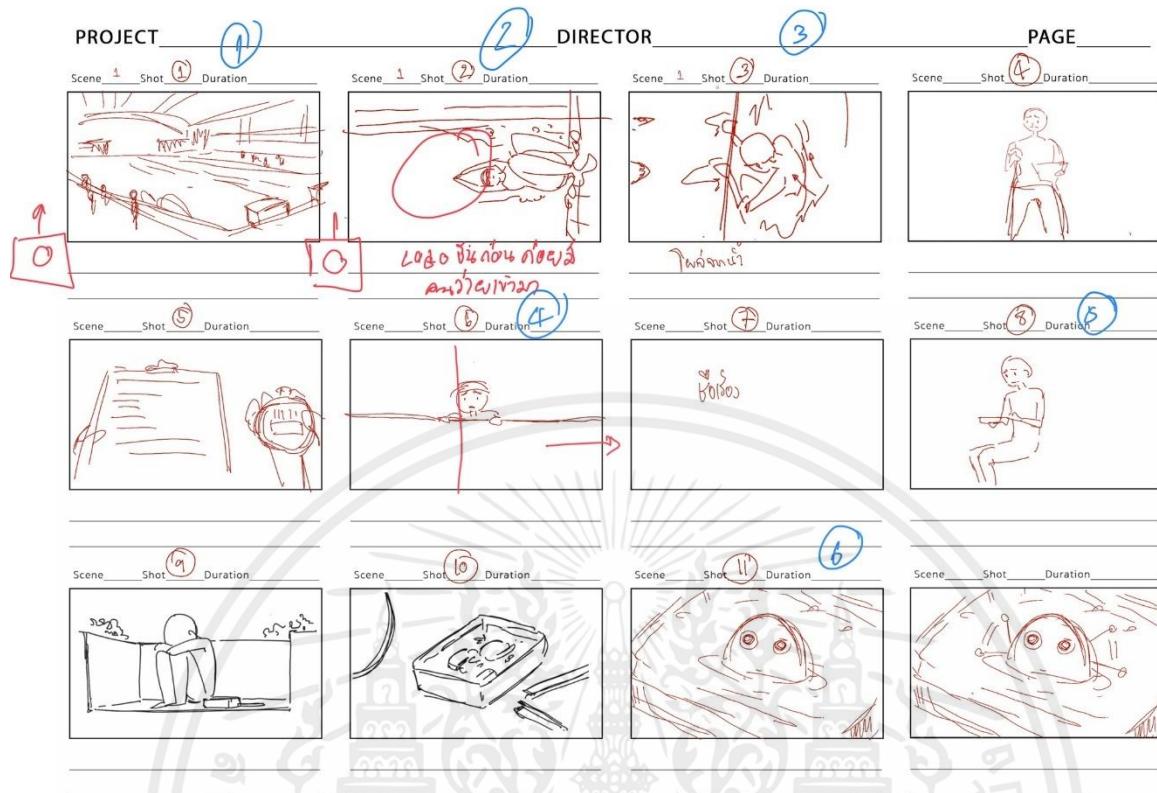 PROJECT 1 2 DIRECTOR 3 PAGE
Scene 1 Shot 1 Duration
Scene 1 Shot 2 Duration
Scene 1 Shot 3 Duration
Scene Shot 4 Duration
LOGO ขึ้นก่อน ค่อยมี
คนว่ายเข้ามา
โผล่จากน้ำ
Scene Shot 5 Duration
Scene Shot 6 Duration 4
Scene Shot 7 Duration
Scene Shot 8 Duration 5
ชื่อเรื่อง
Scene Shot 9 Duration
Scene Shot 10 Duration
Scene Shot 11 Duration 6
Scene Shot Duration